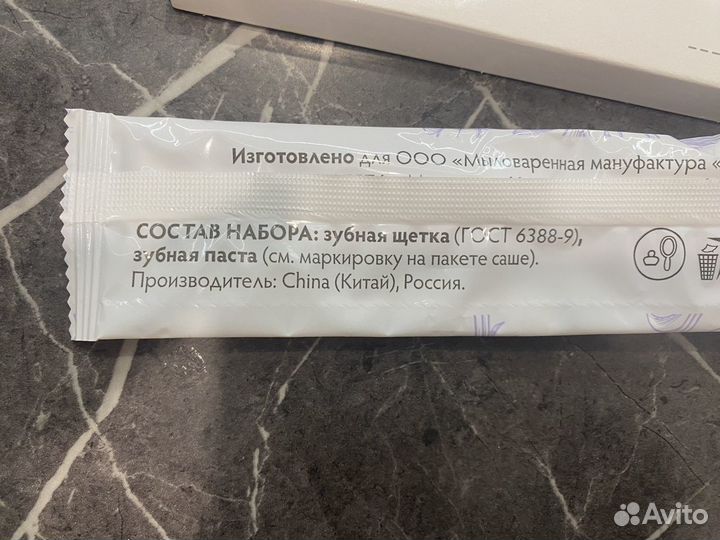 Изготовлено для ООО «Мыловаренная мануфактура «
СОСТАВ НАБОРА: зубная щетка (ГОСТ 6388-9),
зубная паста (см. маркировку на пакете саше).
Производитель: China (Китай), Россия.
Avito